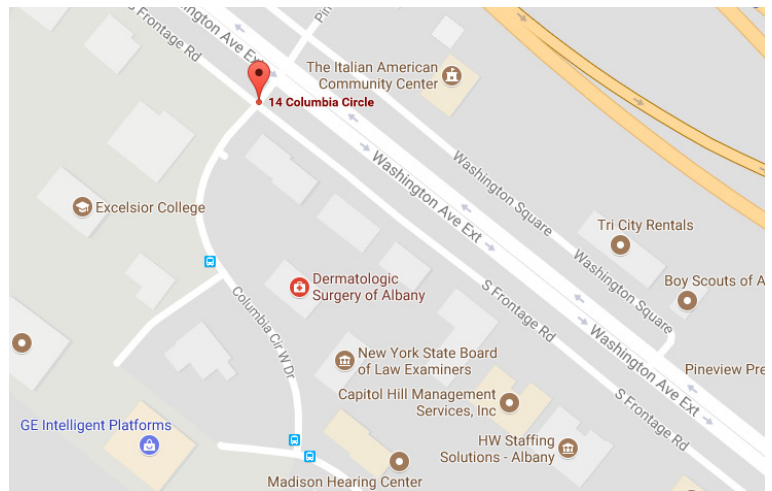 Pin
S Frontage Rd
Washington Ave Ext
The Italian American
Community Center
14 Columbia Circle
Washington Ave Ext
Washington Square
Excelsior College
Tri City Rentals
Washington Square
Boy Scouts of A
Dermatologic
Surgery of Albany
Columbia Cir W Dr
S Frontage Rd
Washington Ave Ext
New York State Board
of Law Examiners
Pineview Pre
Capitol Hill Management
Services, Inc
S Frontage Rd
GE Intelligent Platforms
HW Staffing
Solutions - Albany
Madison Hearing Center